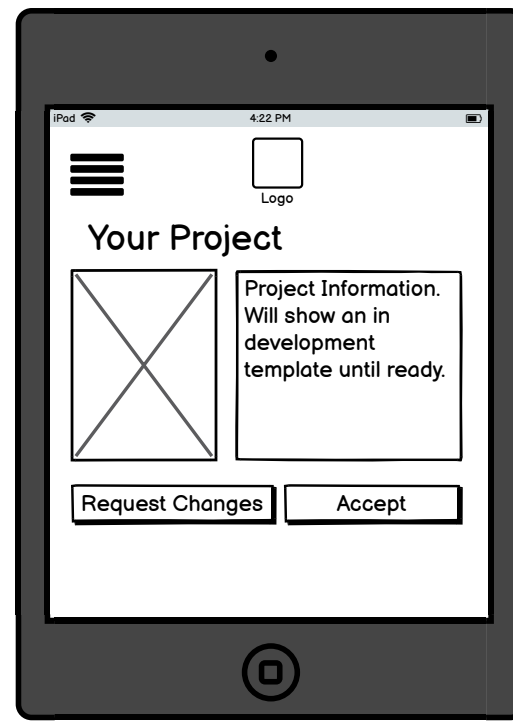 iPad
4:22 PM
Logo
Your Project
Project Information.
Will show an in
development
template until ready.
Request Changes
Accept